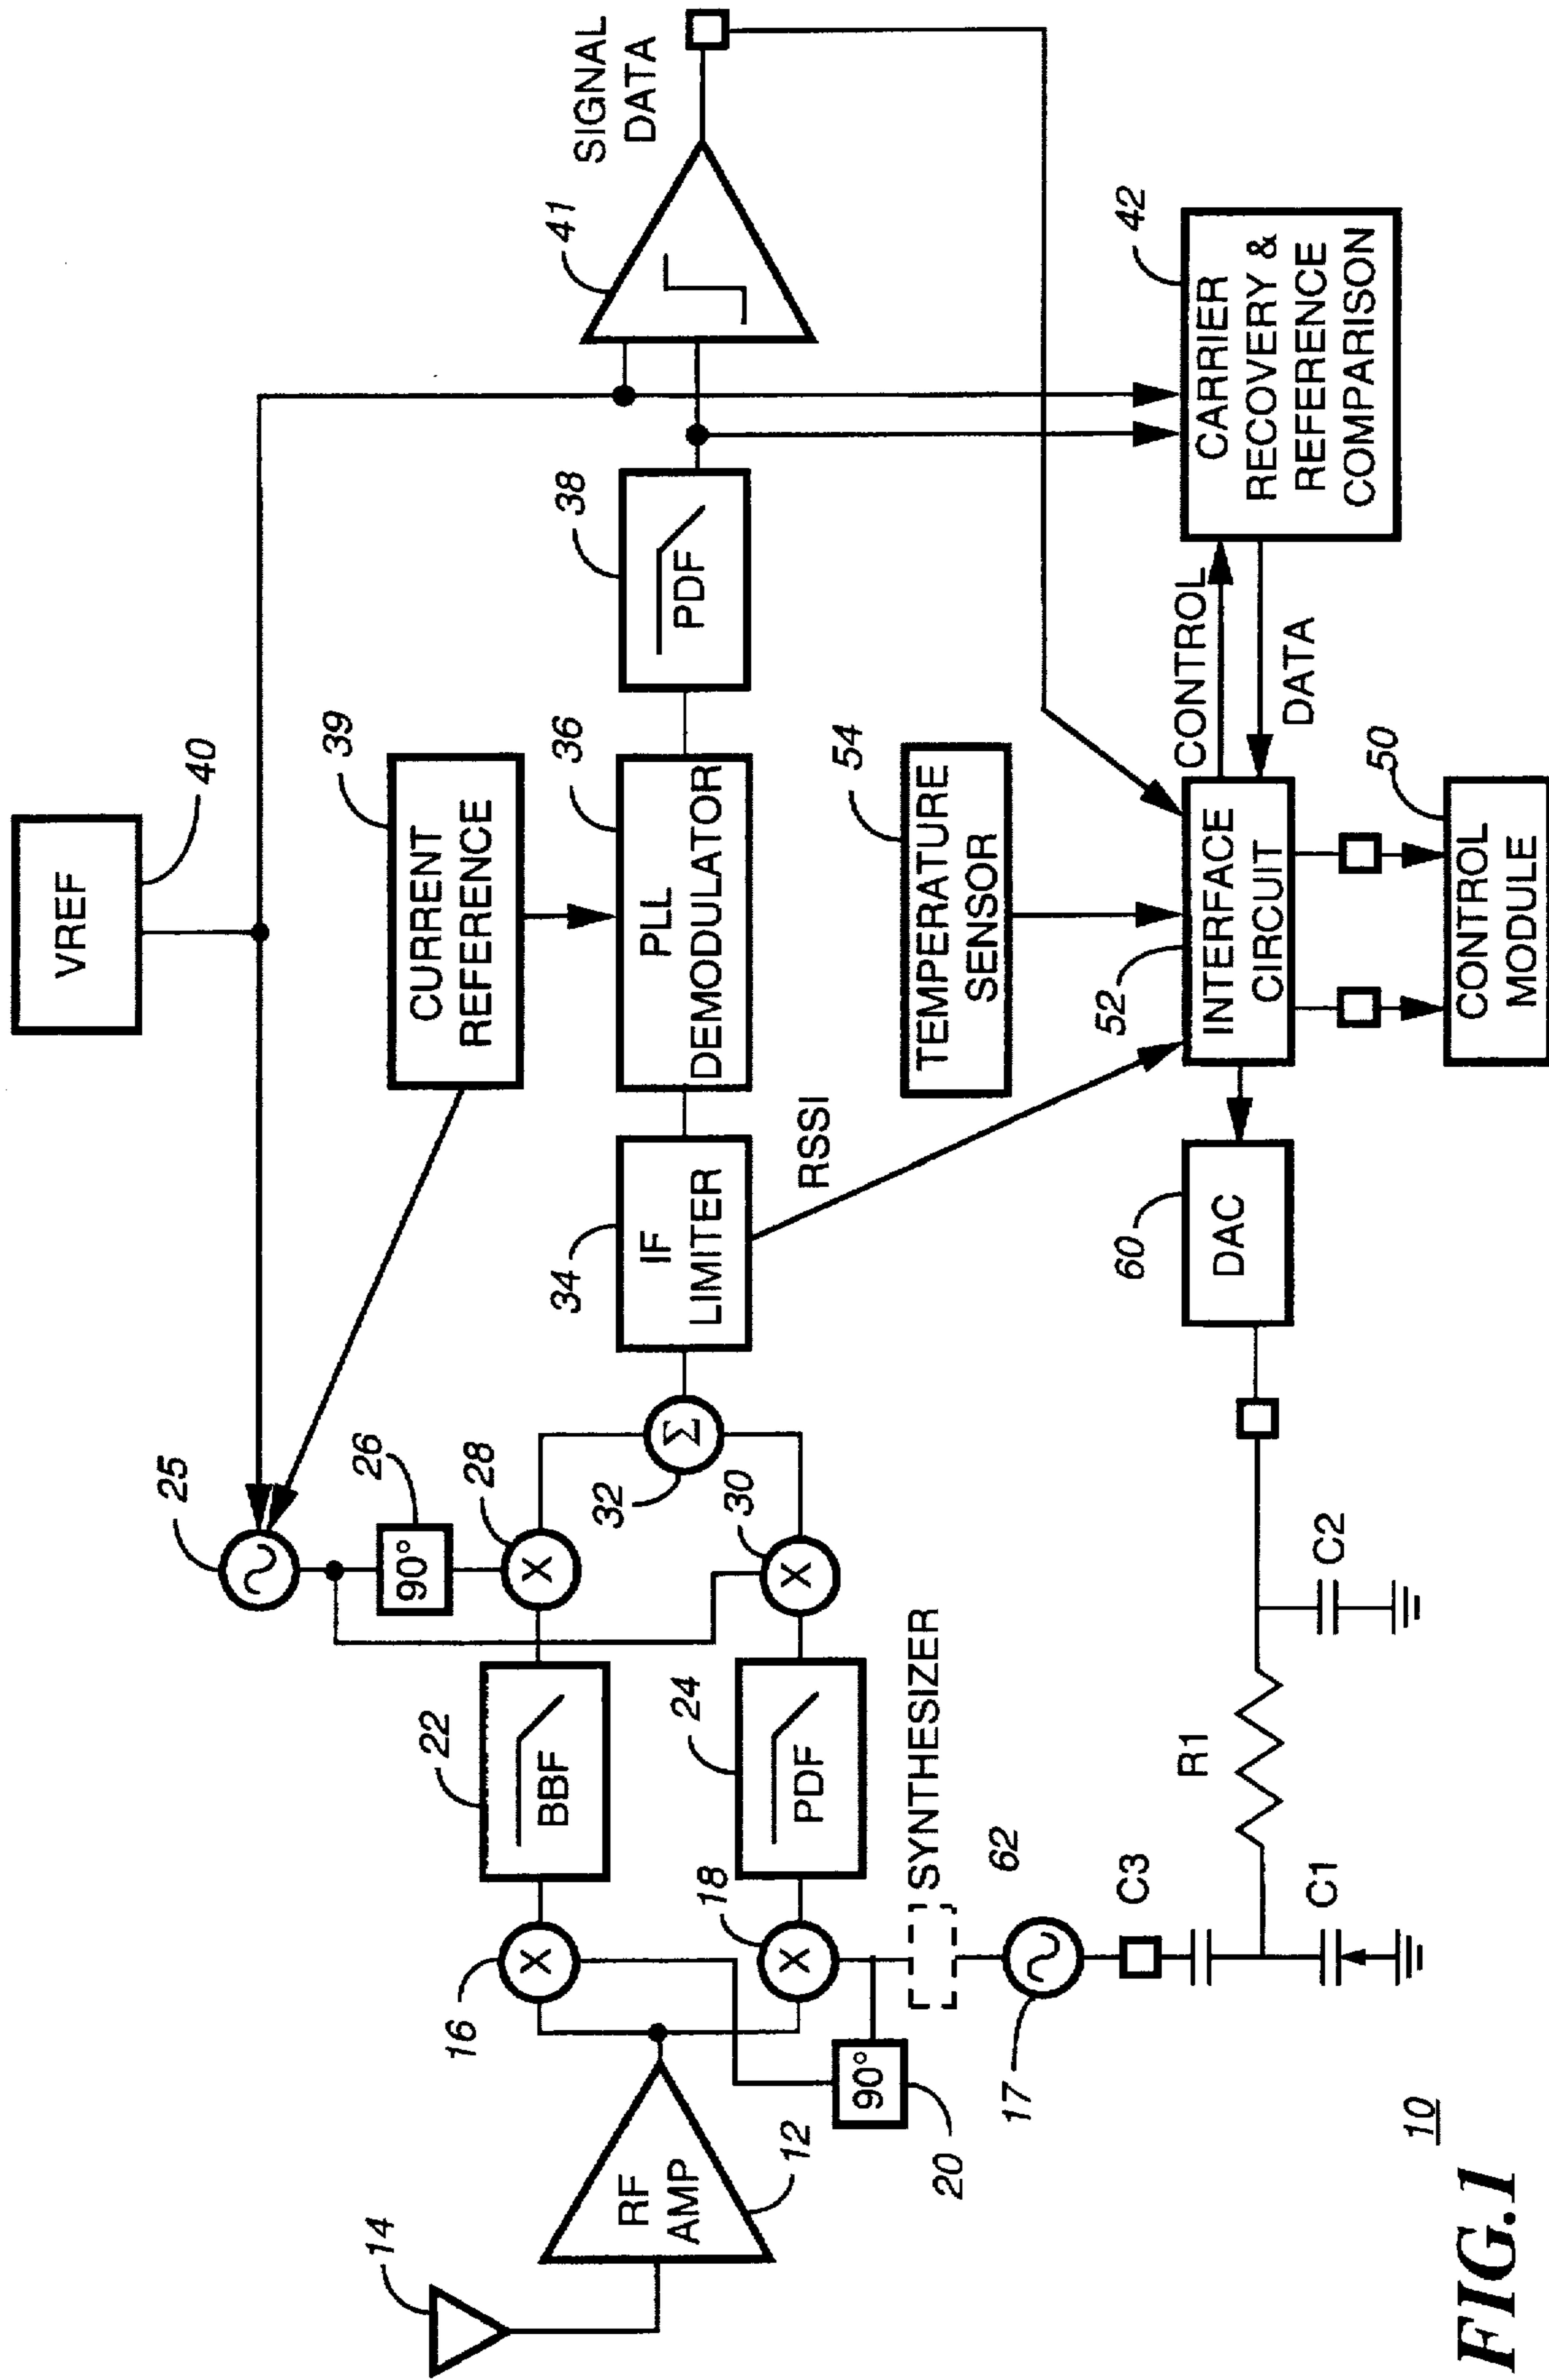 VREF
40
CURRENT
REFERENCE
39
25
26
90°
28
32
Σ
30
X
X
22
BBF
24
PDF
16
X
18
X
14
RF
AMP
12
90°
20
34
IF
LIMITER
RSSI
36
PLL
DEMODULATOR
38
PDF
41
SIGNAL
DATA
42
CARRIER
RECOVERY &
REFERENCE
COMPARISON
CONTROL
DATA
54
TEMPERATURE
SENSOR
52
INTERFACE
CIRCUIT
50
CONTROL
MODULE
60
DAC
SYNTHESIZER
62
17
C3
C1
R1
C2
10
FIG.1